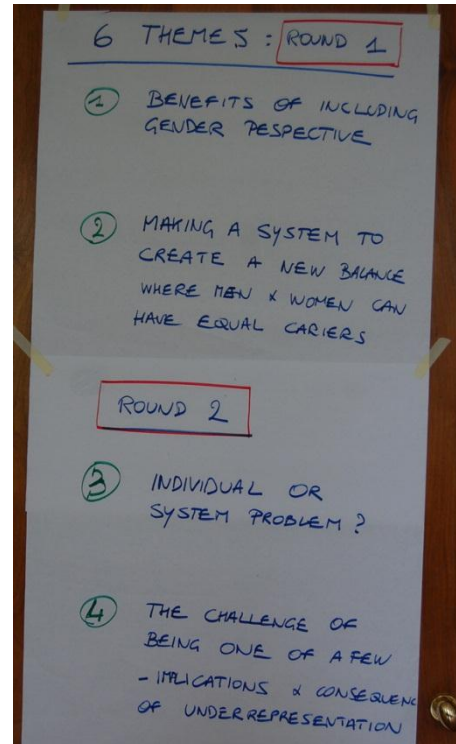 6 THEMES: ROUND 1
1 BENEFITS OF INCLUDING
GENDER PESPECTIVE
2 MAKING A SYSTEM TO
CREATE A NEW BALANCE
WHERE MEN & WOMEN CAN
HAVE EQUAL CARIERS
ROUND 2
3 INDIVIDUAL OR
SYSTEM PROBLEM?
4 THE CHALLENGE OF
BEING ONE OF A FEW
- IMPLICATIONS & CONSEQUENC
OF UNDERREPRESENTATION